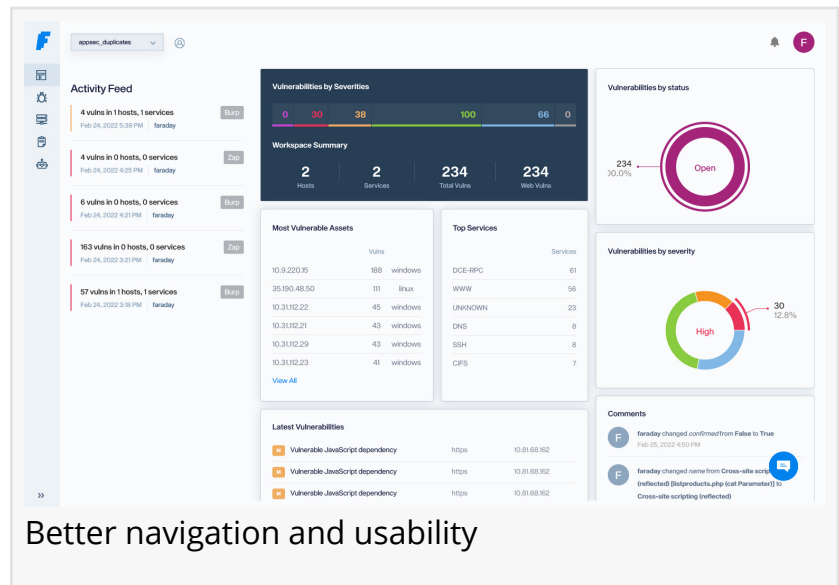 appsec_duplicates
F
Activity Feed
4 vulns in 1 hosts, 1 services
Burp
Feb 24, 2022 5:38 PM faraday
4 vulns in 0 hosts, 0 services
Zap
Feb 24, 2022 4:25 PM faraday
6 vulns in 0 hosts, 0 services
Burp
Feb 24, 2022 4:21 PM faraday
163 vulns in 0 hosts, 0 services
Zap
Feb 24, 2022 3:21 PM faraday
57 vulns in 1 hosts, 1 services
Burp
Feb 24, 2022 3:18 PM faraday
Vulnerabilities by Severities
0 30 38 100 66 0
Workspace Summary
2 2 234 234
Hosts Services Total Vulns Web Vulns
Most Vulnerable Assets
Vulns
10.9.220.15 188 windows
35.190.48.50 111 linux
10.31.112.22 45 windows
10.31.112.21 43 windows
10.31.112.29 43 windows
10.31.112.23 41 windows
View All
Top Services
Services
DCE-RPC 61
WWW 56
UNKNOWN 23
DNS 8
SSH 8
CIFS 7
Latest Vulnerabilities
M Vulnerable JavaScript dependency https 10.81.68.162
M Vulnerable JavaScript dependency https 10.81.68.162
M Vulnerable JavaScript dependency https 10.81.68.162
Vulnerabilities by status
234
00.0%
Open
Vulnerabilities by severity
30
12.8%
High
Comments
F faraday changed confirmed from False to True
Feb 25, 2022 4:50 PM
F faraday changed name from Cross-site
(reflected) [listproducts.php (cat Parameter)] to
Cross-site scripting (reflected)
Better navigation and usability